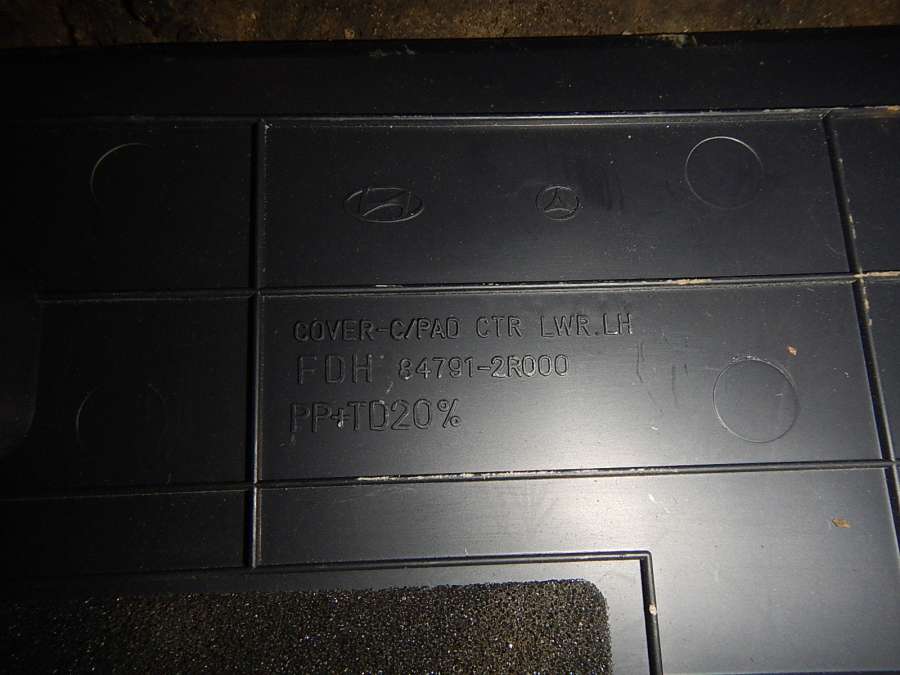 COVER-C/PAD CTR LWR.LH
FDH 84791-2R000
PP+TD20%